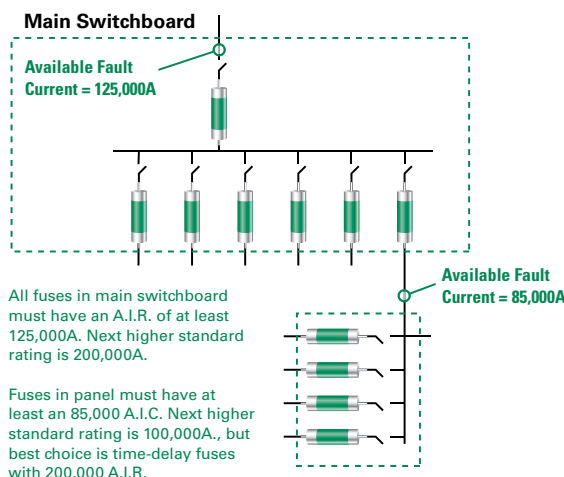 Main Switchboard
Available Fault
Current = 125,000A
Available Fault
Current = 85,000A
All fuses in main switchboard
must have an A.I.R. of at least
125,000A. Next higher standard
rating is 200,000A.
Fuses in panel must have at
least an 85,000 A.I.C. Next higher
standard rating is 100,000A., but
best choice is time-delay fuses
with 200,000 A.I.R.